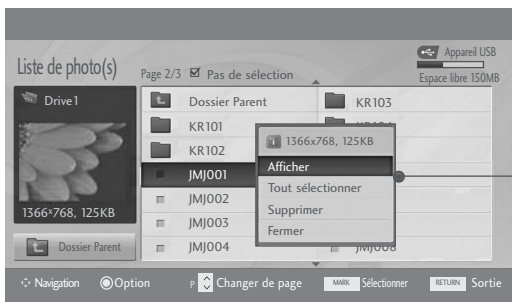 Liste de photo(s)
Page 2/3 Pas de sélection
Appareil USB
Espace libre 150MB
Drive1
1366x768, 125KB
Dossier Parent
Dossier Parent
KR101
KR102
JMJ001
JMJ002
JMJ003
JMJ004
KR103
JMJ008
1366x768, 125KB
Afficher
Tout sélectionner
Supprimer
Fermer
Navigation Option P Changer de page MARK Sélectionner RETURN Sortie